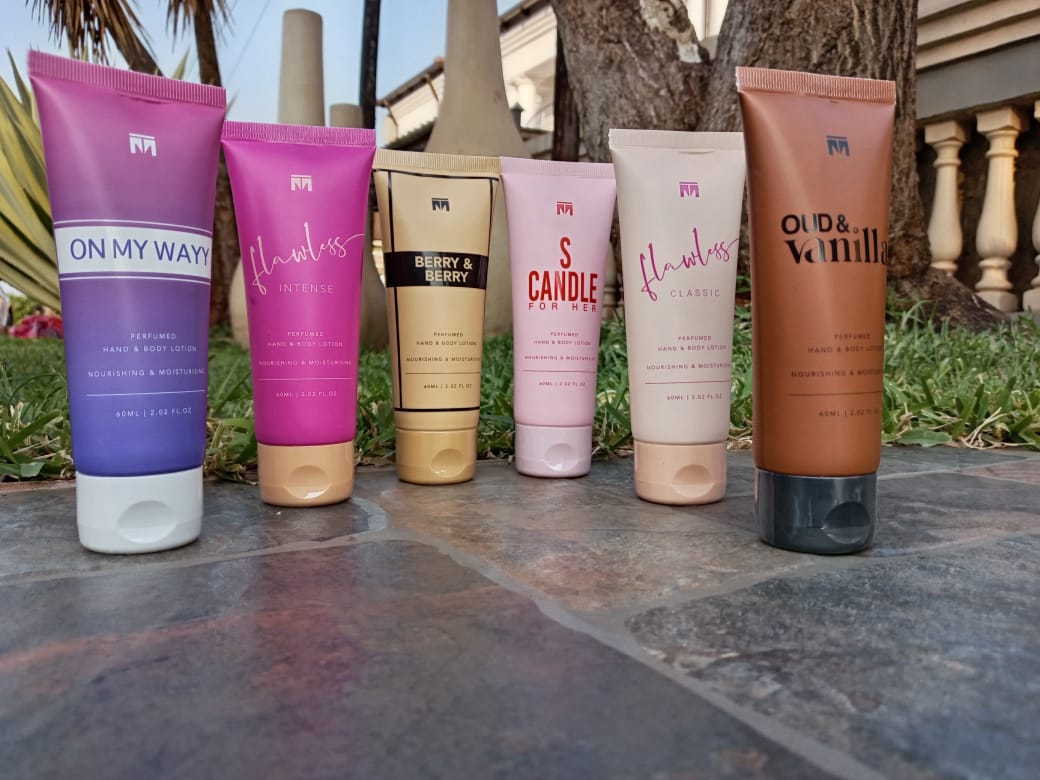 ON MY WAYY
PERFUMED
HAND & BODY LOTION
NOURISHING & MOISTURISING
60ML | 2.02 FL.OZ
flawless
INTENSE
PERFUMED
HAND & BODY LOTION
NOURISHING & MOISTURISING
60ML | 2.02 FL.OZ
BERRY &
BERRY
PERFUMED
HAND & BODY LOTION
NOURISHING & MOISTURISING
60ML | 2.02 FL.OZ
S
CANDLE
FOR HER
PERFUMED
HAND & BODY LOTION
NOURISHING & MOISTURISING
60ML | 2.02 FL.OZ
flawless
CLASSIC
PERFUMED
HAND & BODY LOTION
NOURISHING & MOISTURISING
60ML | 2.02 FL.OZ
OUD &
vanilla
PERFUMED
HAND & BODY LOTION
NOURISHING & MOISTURISING
60ML | 2.02 FL.OZ